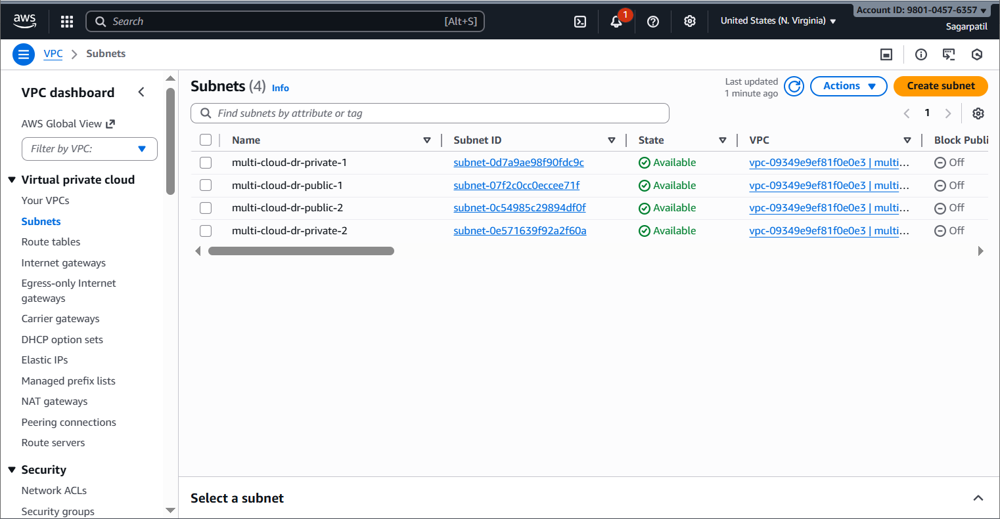 aws
Search
[Alt+S]
1
United States (N. Virginia)
Account ID: 9801-0457-6357
Sagarpatil
VPC
Subnets
VPC dashboard
AWS Global View
Filter by VPC:
Virtual private cloud
Your VPCs
Subnets
Route tables
Internet gateways
Egress-only Internet
gateways
Carrier gateways
DHCP option sets
Elastic IPs
Managed prefix lists
NAT gateways
Peering connections
Route servers
Security
Network ACLs
Security groups
Subnets (4) Info
Last updated
1 minute ago
Actions
Create subnet
Find subnets by attribute or tag
1
Name Subnet ID State VPC Block Publi
multi-cloud-dr-private-1 subnet-0d7a9ae98f90fdc9c Available vpc-09349e9ef81f0e0e3 | multi... Off
multi-cloud-dr-public-1 subnet-07f2c0cc0eccee71f Available vpc-09349e9ef81f0e0e3 | multi... Off
multi-cloud-dr-public-2 subnet-0c54985c29894df0f Available vpc-09349e9ef81f0e0e3 | multi... Off
multi-cloud-dr-private-2 subnet-0e571639f92a2f60a Available vpc-09349e9ef81f0e0e3 | multi... Off
Select a subnet